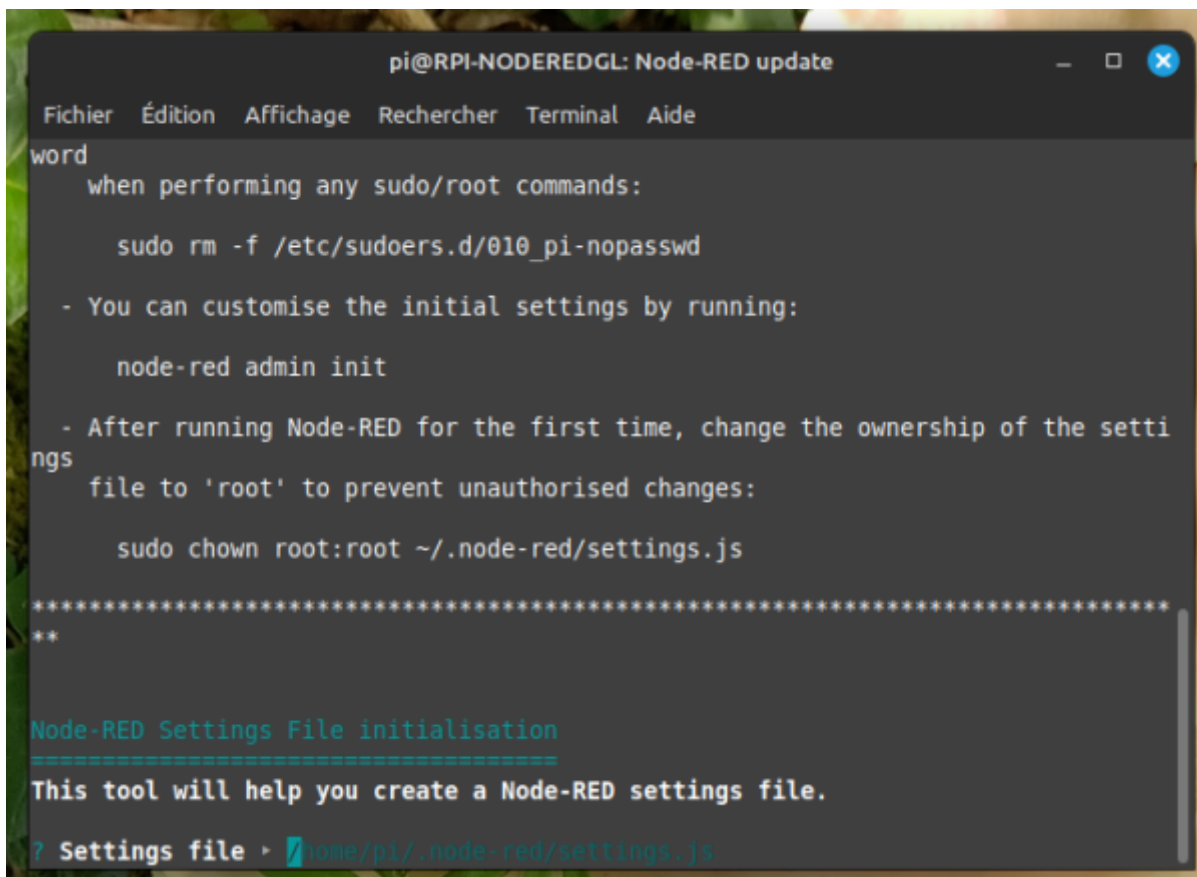 pi@RPI-NODEREDGL: Node-RED update
Fichier Édition Affichage Rechercher Terminal Aide
word
    when performing any sudo/root commands:
      sudo rm -f /etc/sudoers.d/010_pi-nopasswd
  - You can customise the initial settings by running:
      node-red admin init
  - After running Node-RED for the first time, change the ownership of the setti
ngs
    file to 'root' to prevent unauthorised changes:
      sudo chown root:root ~/.node-red/settings.js
********************************************************************************
**
Node-RED Settings File initialisation
=====================================
This tool will help you create a Node-RED settings file.
? Settings file ‣ /home/pi/.node-red/settings.js